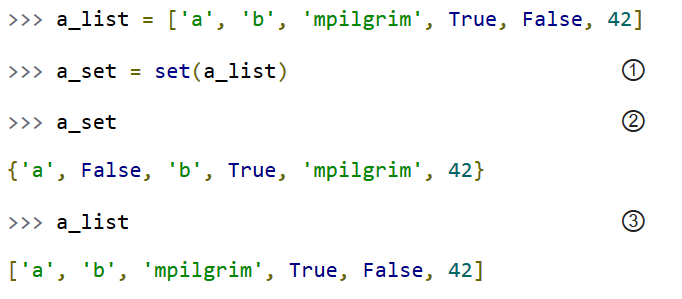 >>> a_list = ['a', 'b', 'mpilgrim', True, False, 42]
>>> a_set = set(a_list) ①
>>> a_set ②
{'a', False, 'b', True, 'mpilgrim', 42}
>>> a_list ③
['a', 'b', 'mpilgrim', True, False, 42]